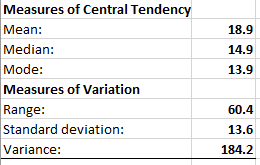 Measures of Central Tendency
Mean: 18.9
Median: 14.9
Mode: 13.9
Measures of Variation
Range: 60.4
Standard deviation: 13.6
Variance: 184.2